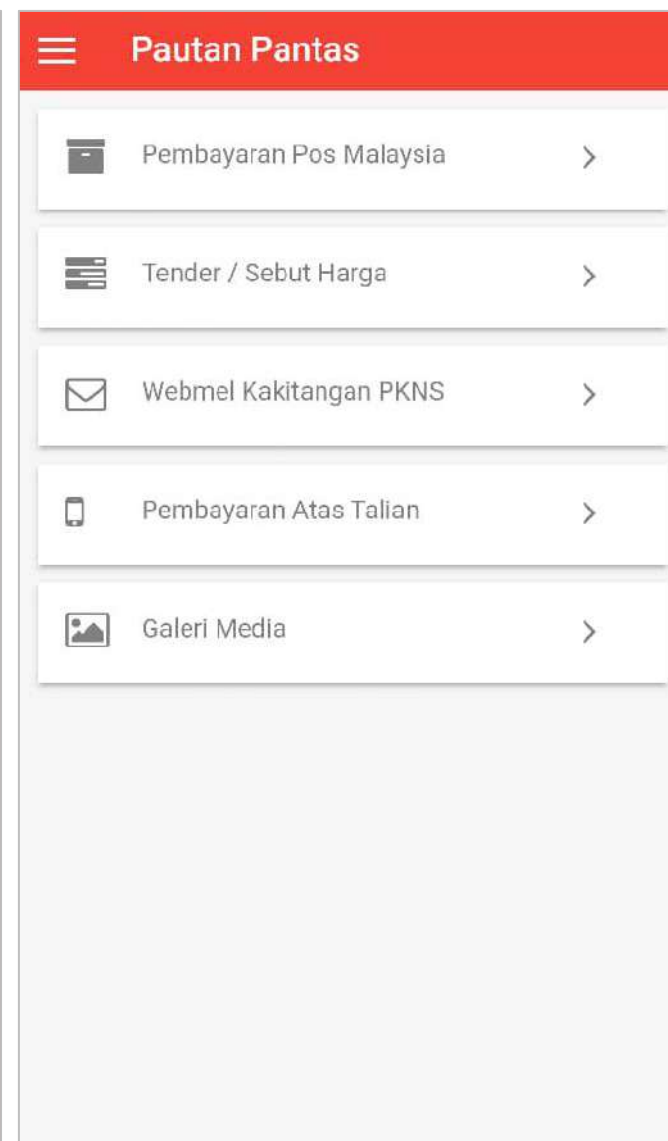 Pautan Pantas
Pembayaran Pos Malaysia
Tender / Sebut Harga
Webmel Kakitangan PKNS
Pembayaran Atas Talian
Galeri Media